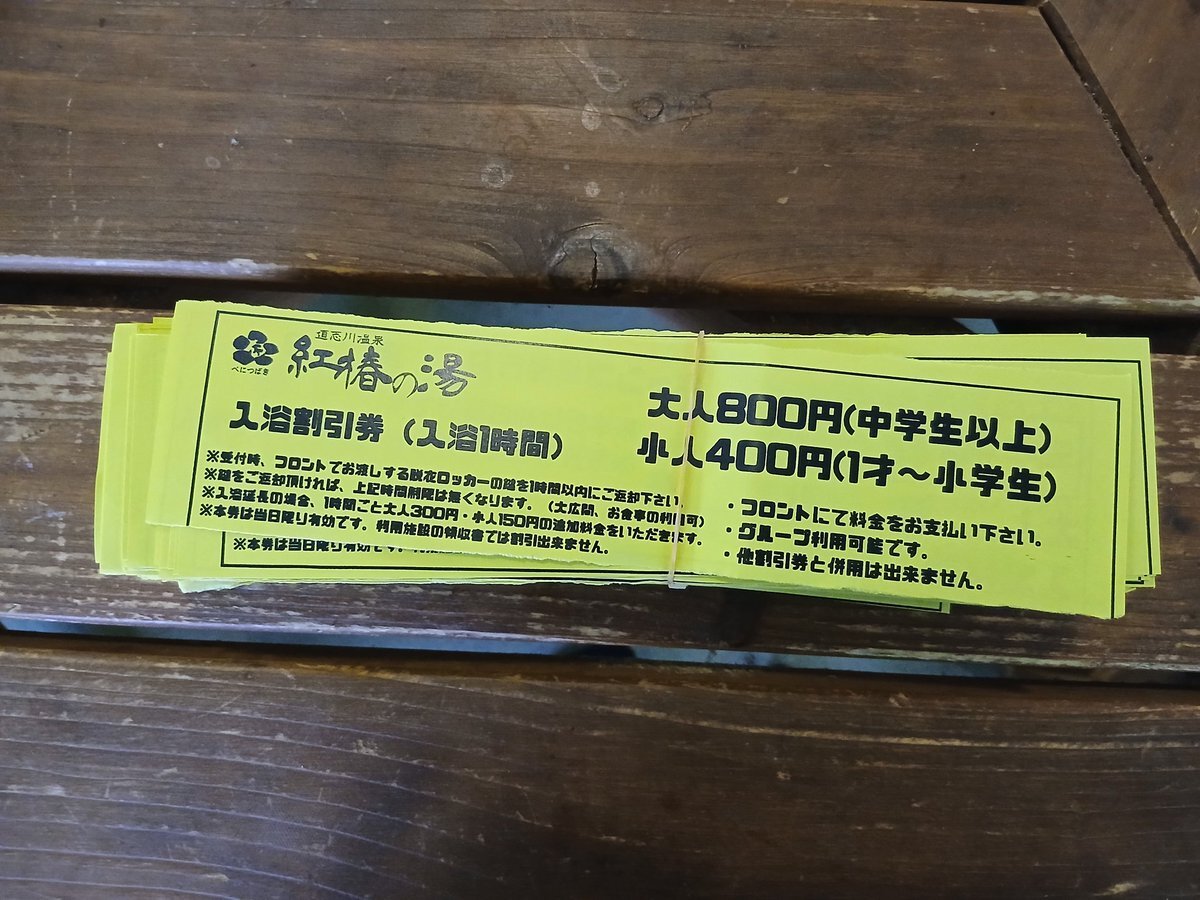 道志川温泉
紅椿の湯
べにつばき
入浴割引券（入浴1時間）
※受付時、フロントでお渡しする脱衣ロッカーの鍵を1時間以内にご返却下さい。
※鍵をご返却頂ければ、上記時間制限は無くなります。（大広間、お食事の利用可）
※入浴延長の場合、1時間ごと大人300円・小人150円の追加料金をいただきます。
※本券は当日限り有効です。利用施設の領収書では割引出来ません。
大人800円(中学生以上)
小人400円(1才～小学生)
・フロントにて料金をお支払い下さい。
・グループ利用可能です。
・他割引券と併用は出来ません。
※本券は当日限り有効です。